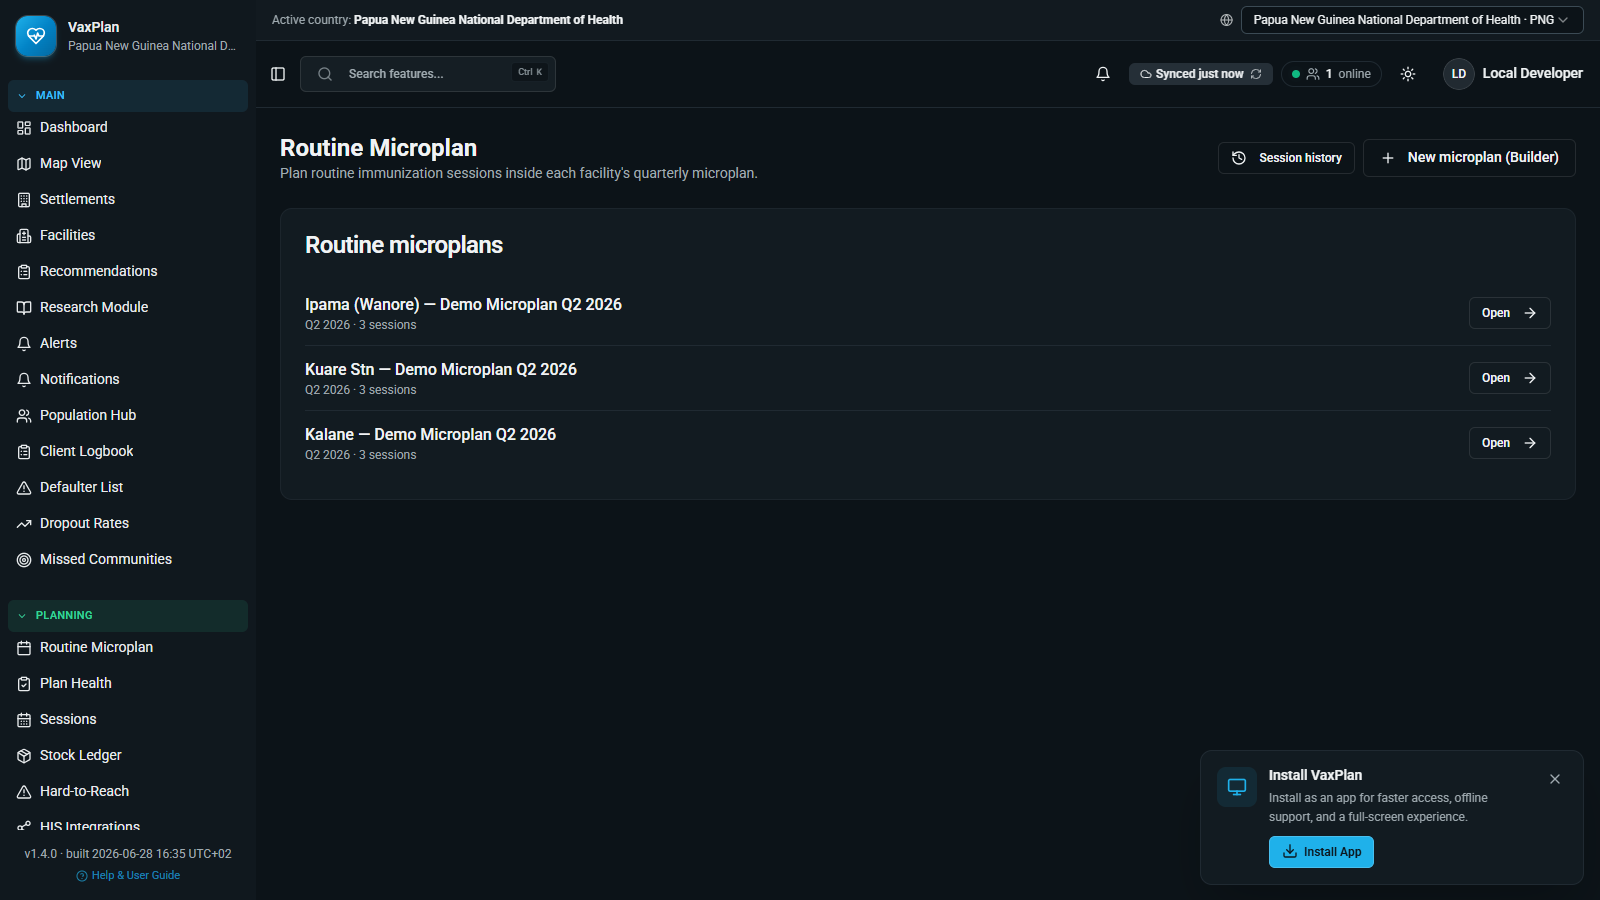 VaxPlan
Papua New Guinea National D...
MAIN
Dashboard
Map View
Settlements
Facilities
Recommendations
Research Module
Alerts
Notifications
Population Hub
Client Logbook
Defaulter List
Dropout Rates
Missed Communities
PLANNING
Routine Microplan
Plan Health
Sessions
Stock Ledger
Hard-to-Reach
HIS Integrations
v1.4.0 · built 2026-06-28 16:35 UTC+02
Help & User Guide
Active country: Papua New Guinea National Department of Health
Papua New Guinea National Department of Health · PNG
Search features...
Ctrl K
Synced just now
1 online
LD
Local Developer
Routine Microplan
Plan routine immunization sessions inside each facility's quarterly microplan.
Session history
New microplan (Builder)
Routine microplans
Ipama (Wanore) — Demo Microplan Q2 2026
Q2 2026 · 3 sessions
Open
Kuare Stn — Demo Microplan Q2 2026
Q2 2026 · 3 sessions
Open
Kalane — Demo Microplan Q2 2026
Q2 2026 · 3 sessions
Open
Install VaxPlan
Install as an app for faster access, offline
support, and a full-screen experience.
Install App